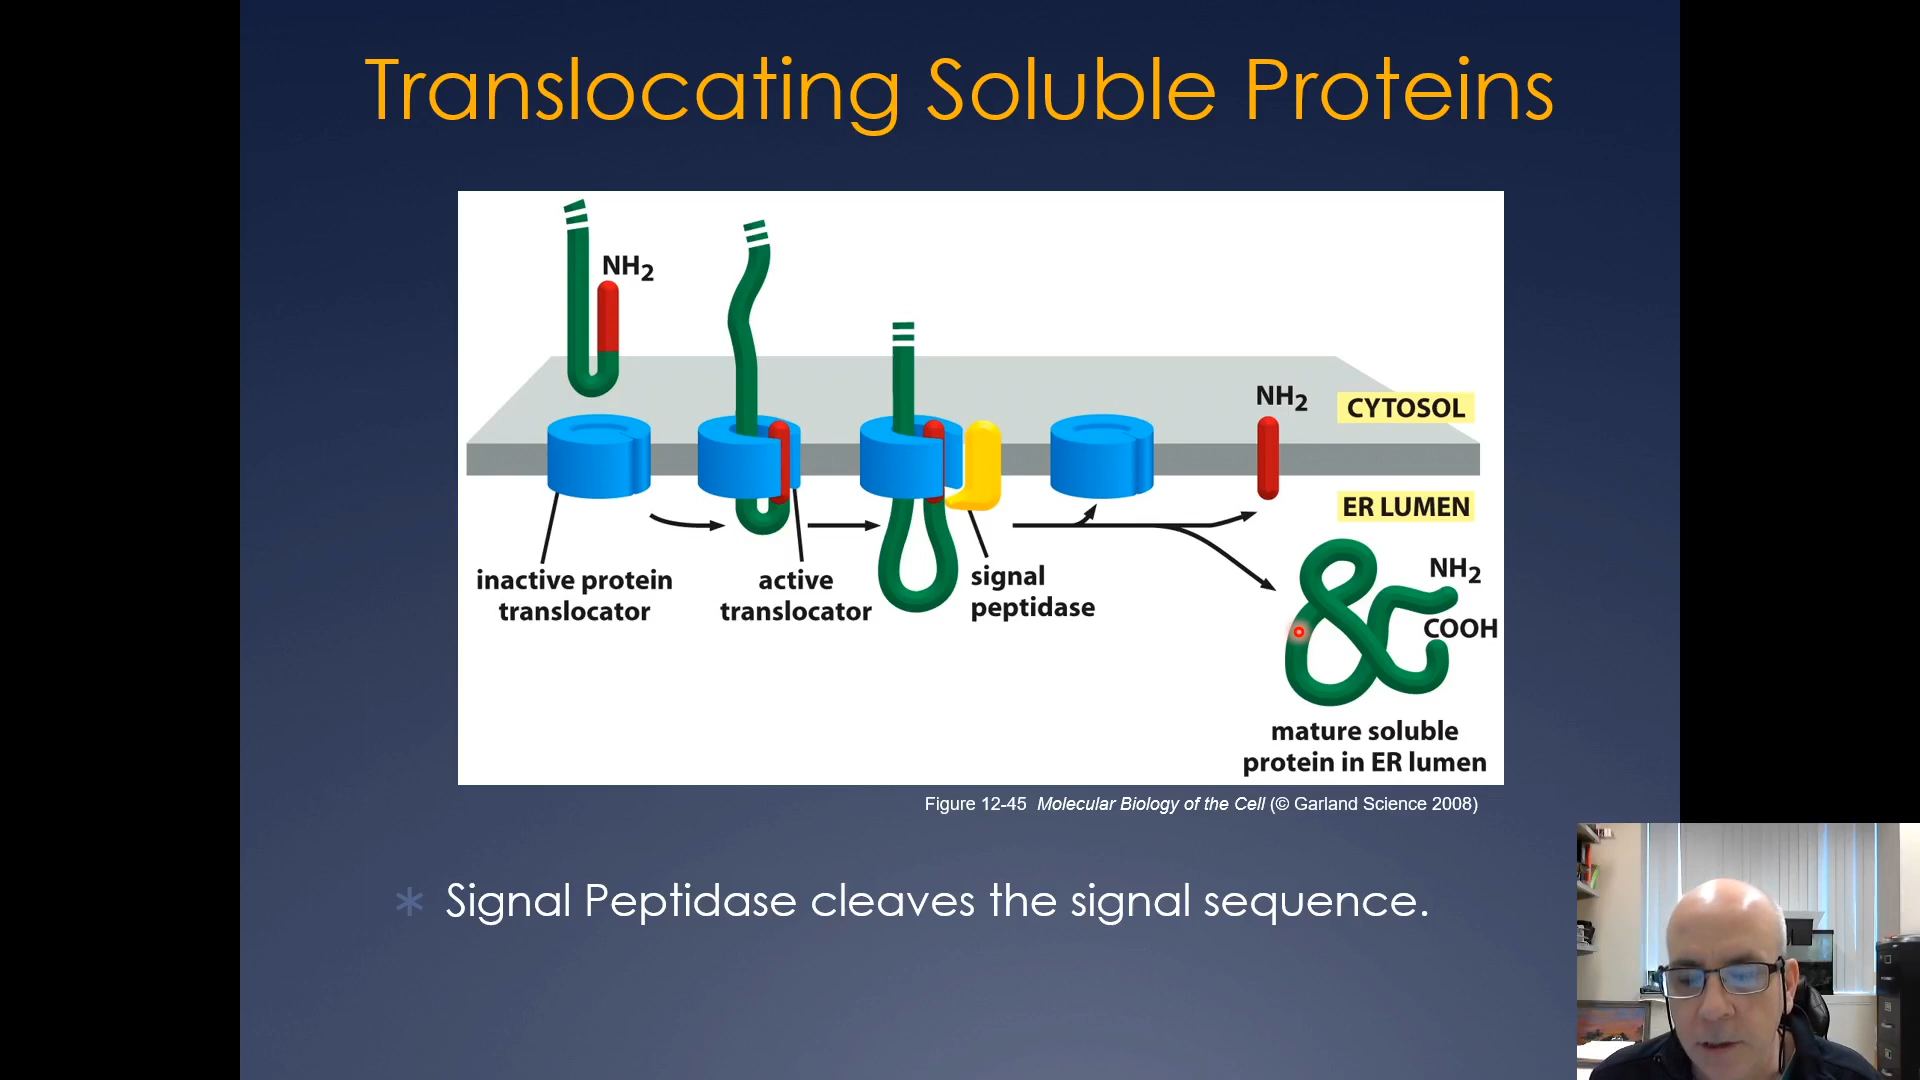 Translocating Soluble Proteins
NH2
NH2
CYTOSOL
ER LUMEN
inactive protein
translocator
active
translocator
signal
peptidase
NH2
COOH
mature soluble
protein in ER lumen
Figure 12-45 Molecular Biology of the Cell (© Garland Science 2008)
* Signal Peptidase cleaves the signal sequence.